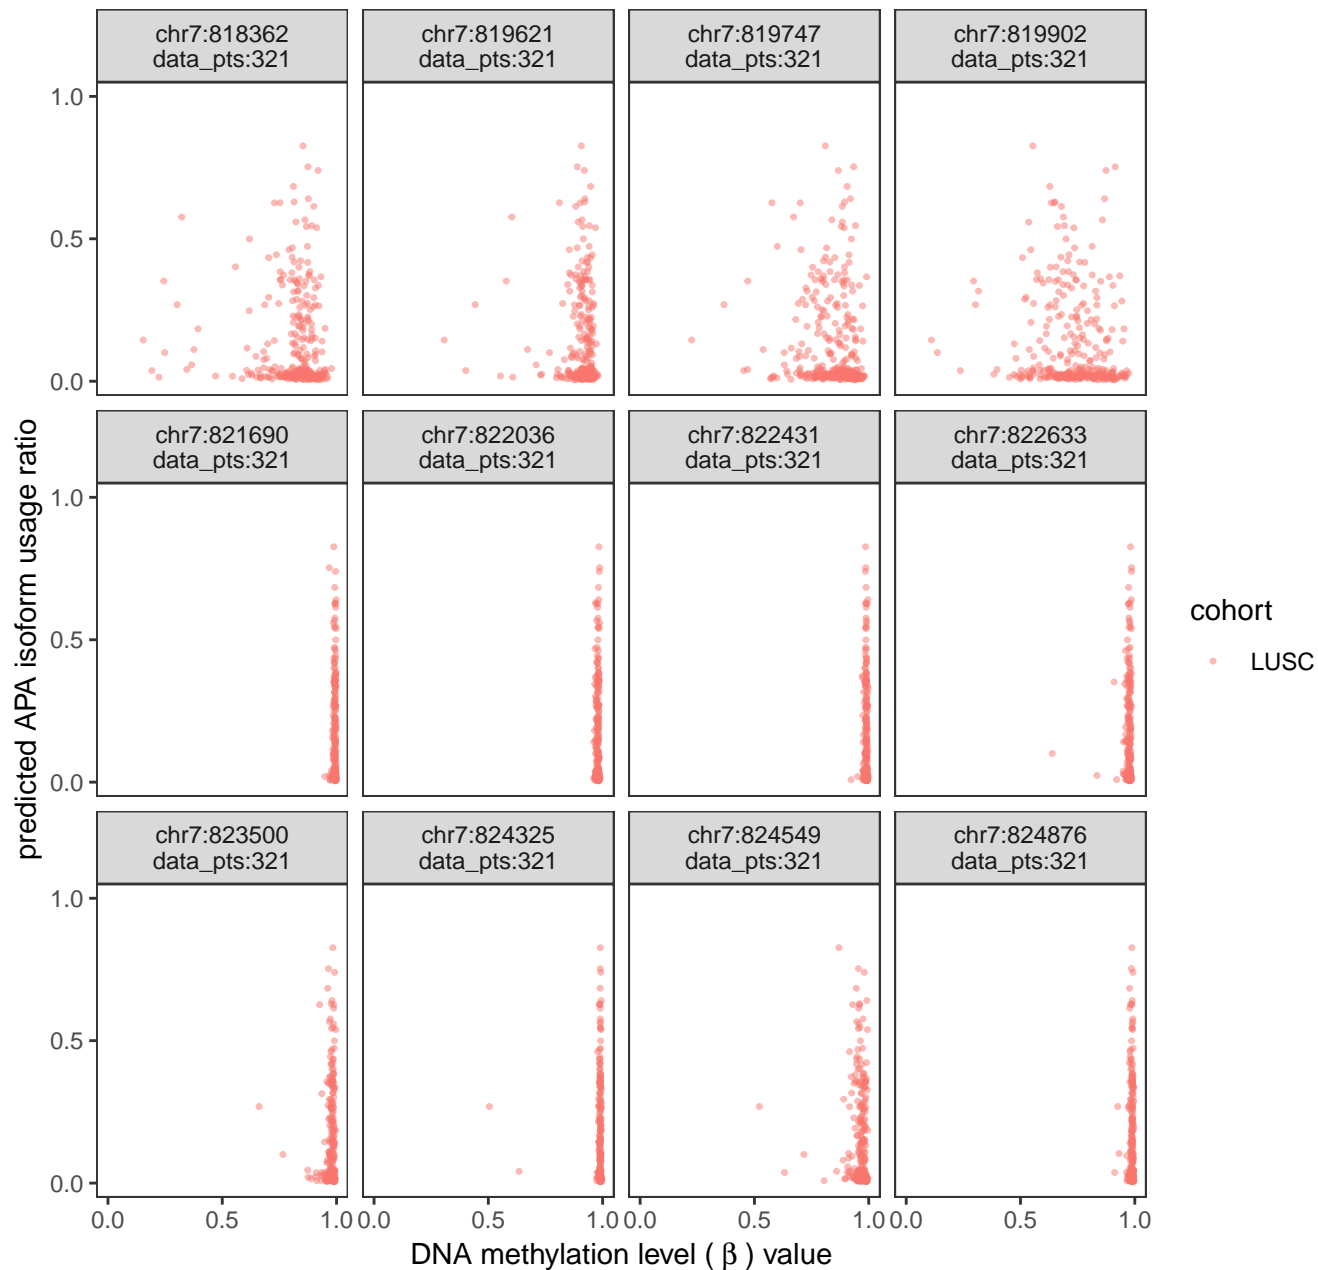 chr7:818362
data_pts:321
chr7:819621
data_pts:321
chr7:819747
data_pts:321
chr7:819902
data_pts:321
1.0
0.5
0.0
chr7:821690
data_pts:321
chr7:822036
data_pts:321
chr7:822431
data_pts:321
chr7:822633
data_pts:321
1.0
0.5
0.0
chr7:823500
data_pts:321
chr7:824325
data_pts:321
chr7:824549
data_pts:321
chr7:824876
data_pts:321
1.0
0.5
0.0
0.0 0.5 1.0
0.0 0.5 1.0
0.0 0.5 1.0
0.0 0.5 1.0
DNA methylation level ( β ) value
predicted APA isoform usage ratio
cohort
LUSC